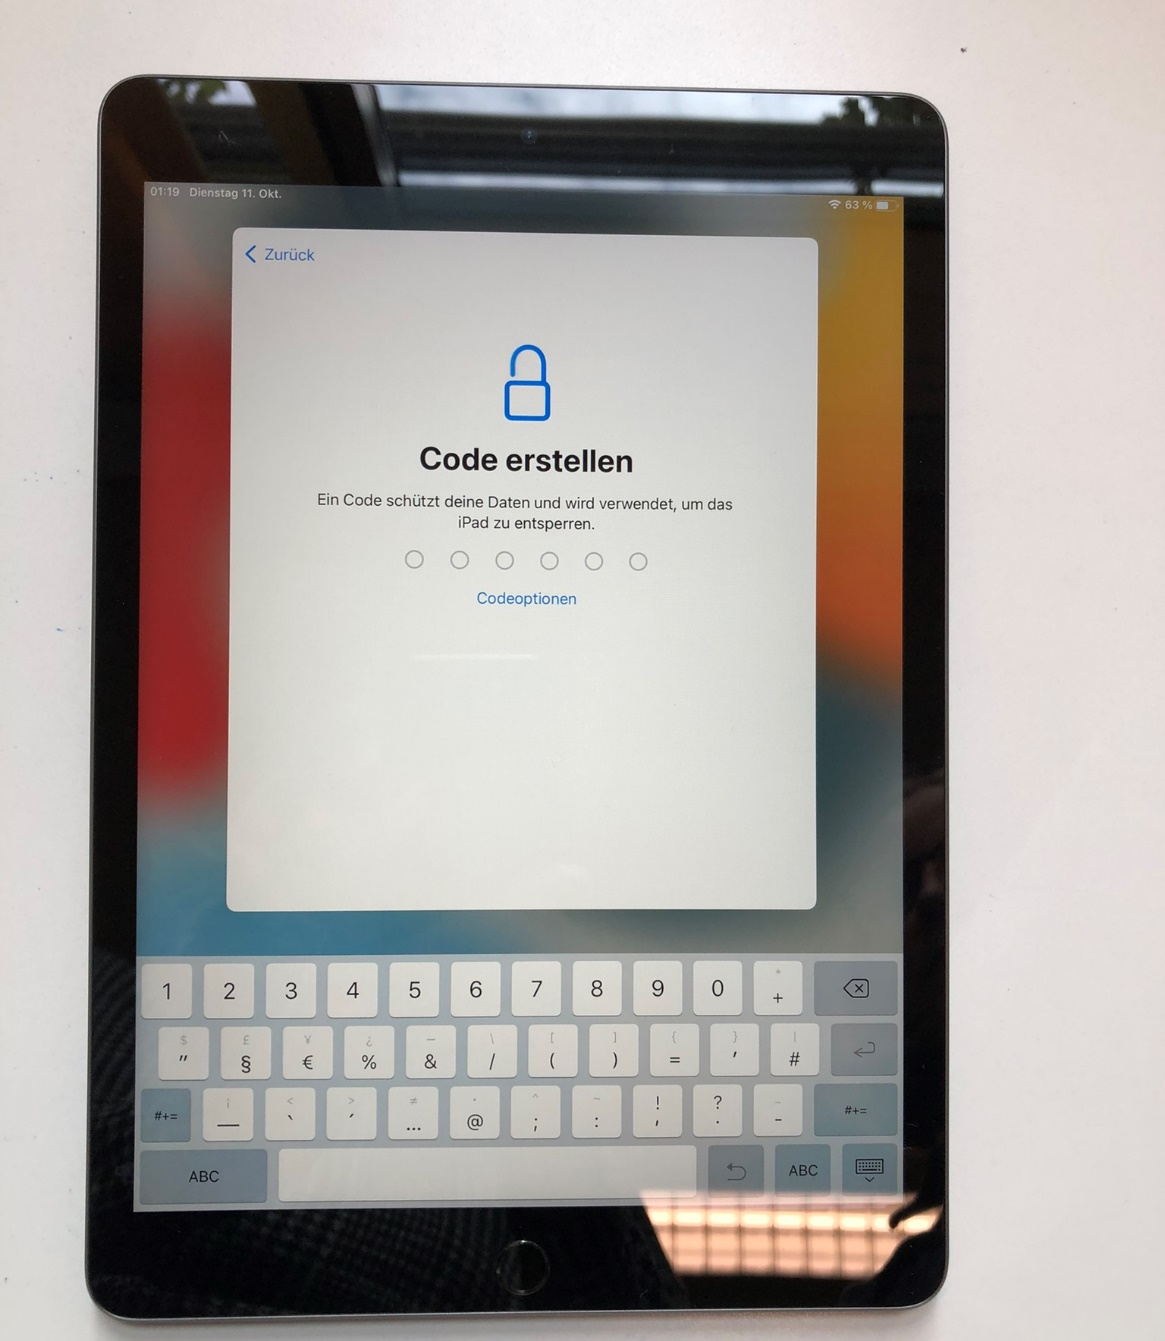 01:19 Dienstag 11. Okt.
63 %
Zurück
Code erstellen
Ein Code schützt deine Daten und wird verwendet, um das
iPad zu entsperren.
Codeoptionen
1 2 3 4 5 6 7 8 9 0 * +
$ " £ § ¥ € ¿ % – & \ / [ ( ] ) { = } ' | #
#+= ¡ _ < ` > ´ ≠ … @ ^ ; ~ : ! , ? . - #+=
ABC ABC